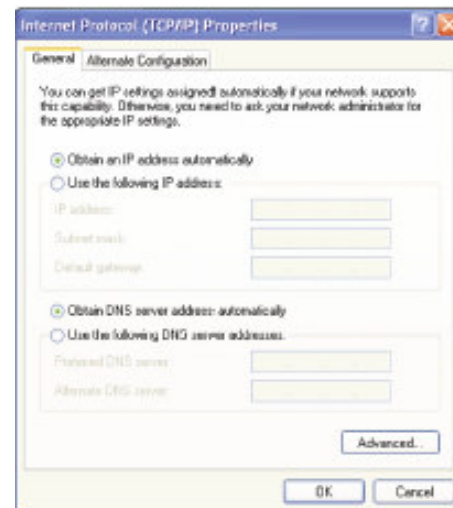 Internet Protocol (TCP/IP) Properties
General
Alternate Configuration
You can get IP settings assigned automatically if your network supports
this capability. Otherwise, you need to ask your network administrator for
the appropriate IP settings.
Obtain an IP address automatically
Use the following IP address:
IP address:
Subnet mask:
Default gateway:
Obtain DNS server address automatically
Use the following DNS server addresses:
Preferred DNS server:
Alternate DNS server:
Advanced...
OK
Cancel